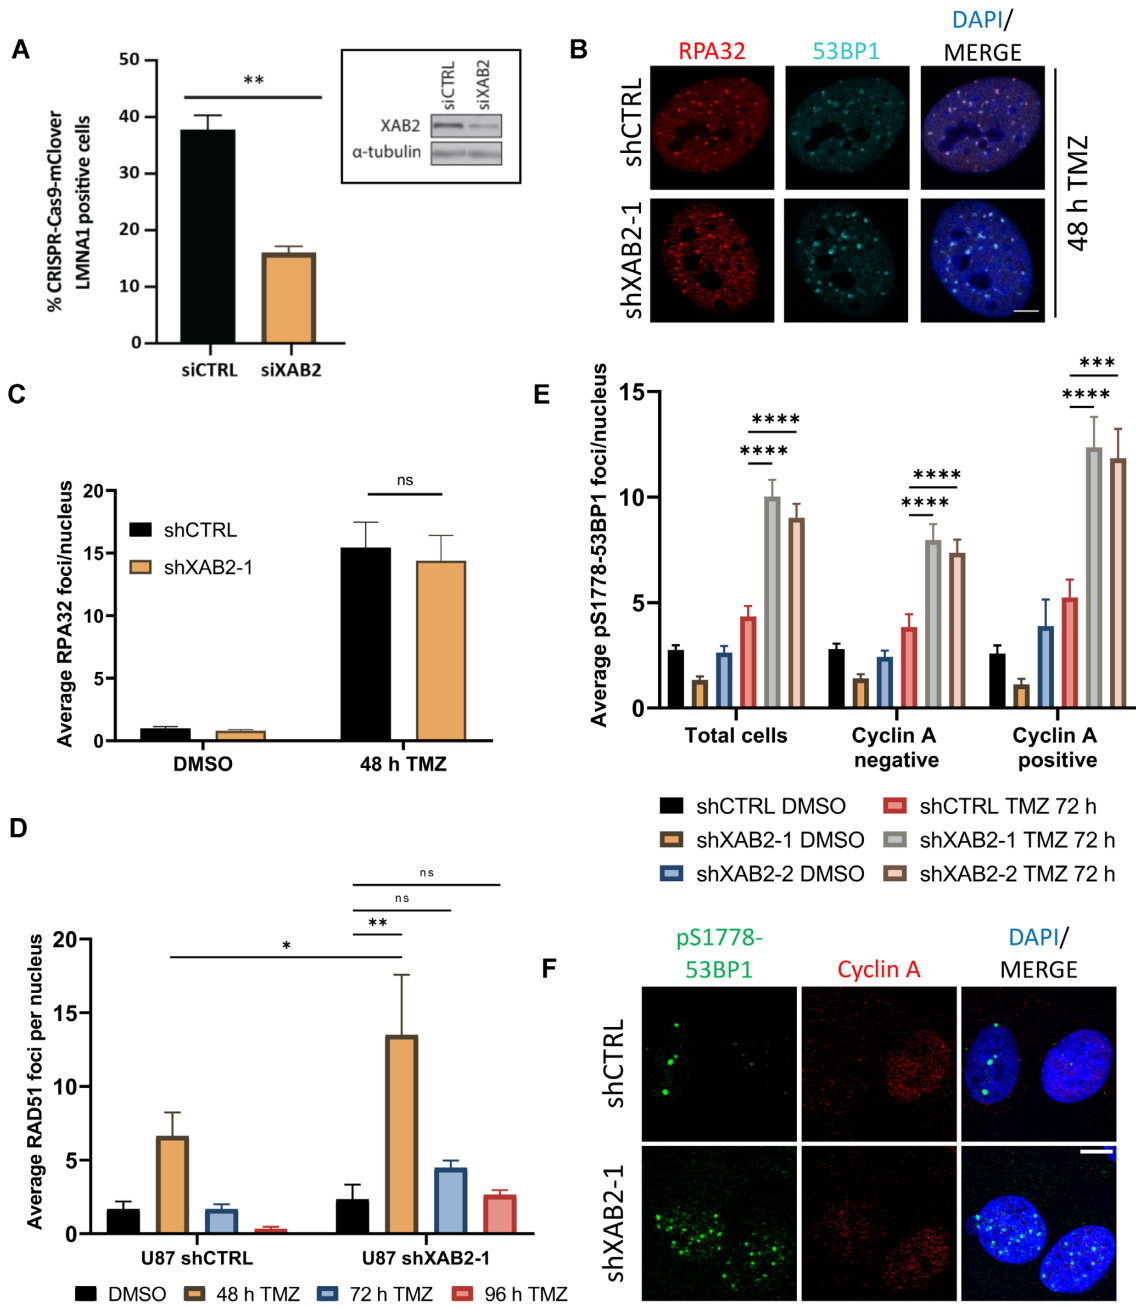 A
% CRISPR-Cas9-mClover
LMNA1 positive cells
50
40
30
20
10
0
**
siCTRL
siXAB2
siCTRL
siXAB2
XAB2
α-tubulin
B
RPA32
53BP1
DAPI/
MERGE
shCTRL
shXAB2-1
48 h TMZ
C
Average RPA32 foci/nucleus
20
15
10
5
0
shCTRL
shXAB2-1
ns
DMSO
48 h TMZ
D
Average RAD51 foci per nucleus
20
15
10
5
0
*
**
ns
ns
U87 shCTRL
U87 shXAB2-1
DMSO
48 h TMZ
72 h TMZ
96 h TMZ
E
Average pS1778-53BP1 foci/nucleus
15
10
5
0
****
****
****
****
***
****
Total cells
Cyclin A
negative
Cyclin A
positive
shCTRL DMSO
shXAB2-1 DMSO
shXAB2-2 DMSO
shCTRL TMZ 72 h
shXAB2-1 TMZ 72 h
shXAB2-2 TMZ 72 h
F
pS1778-
53BP1
Cyclin A
DAPI/
MERGE
shCTRL
shXAB2-1